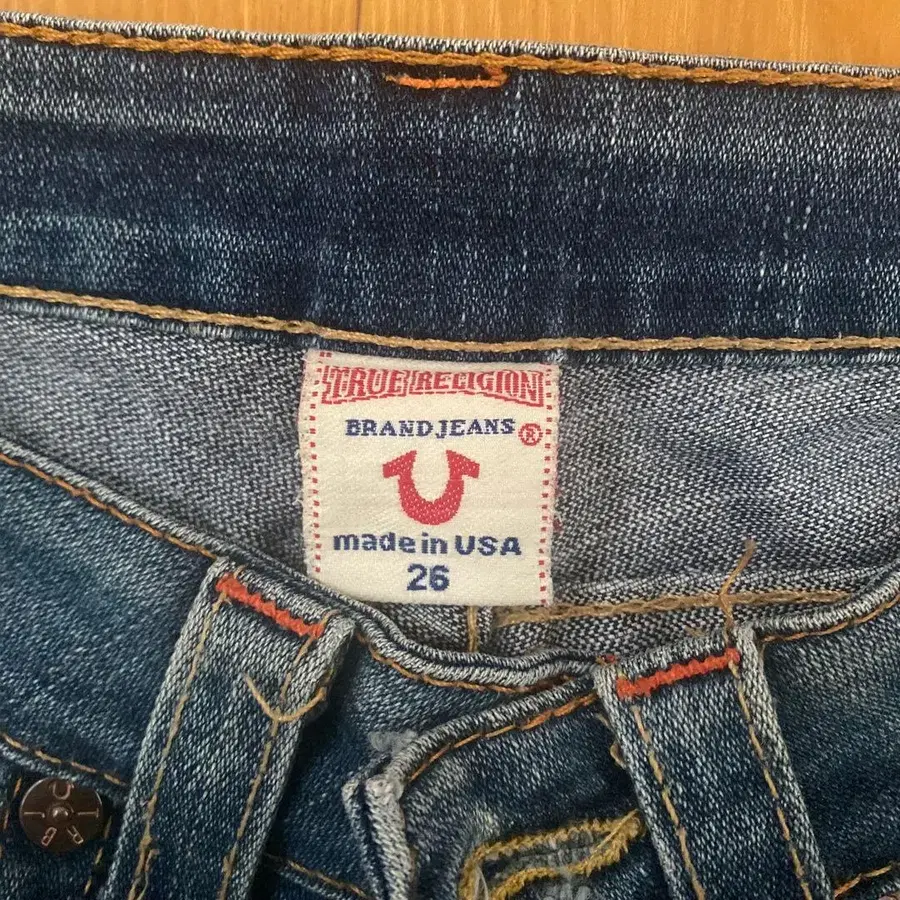 TRUE RELIGION
BRAND JEANS ®
made in USA
26
T R B